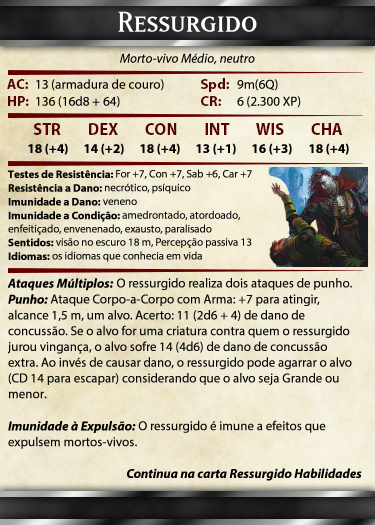 RESSURGIDO
Morto-vivo Médio, neutro
AC: 13 (armadura de couro) Spd: 9m(6Q)
HP: 136 (16d8 + 64) CR: 6 (2.300 XP)
STR DEX CON INT WIS CHA
18 (+4) 14 (+2) 18 (+4) 13 (+1) 16 (+3) 18 (+4)
Testes de Resistência: For +7, Con +7, Sab +6, Car +7
Resistência a Dano: necrótico, psíquico
Imunidade a Dano: veneno
Imunidade a Condição: amedrontado, atordoado,
enfeitiçado, envenenado, exausto, paralisado
Sentidos: visão no escuro 18 m, Percepção passiva 13
Idiomas: os idiomas que conhecia em vida
Ataques Múltiplos: O ressurgido realiza dois ataques de punho.
Punho: Ataque Corpo-a-Corpo com Arma: +7 para atingir,
alcance 1,5 m, um alvo. Acerto: 11 (2d6 + 4) de dano de
concussão. Se o alvo for uma criatura contra quem o ressurgido
jurou vingança, o alvo sofre 14 (4d6) de dano de concussão
extra. Ao invés de causar dano, o ressurgido pode agarrar o alvo
(CD 14 para escapar) considerando que o alvo seja Grande ou
menor.
Imunidade à Expulsão: O ressurgido é imune a efeitos que
expulsem mortos-vivos.
Continua na carta Ressurgido Habilidades